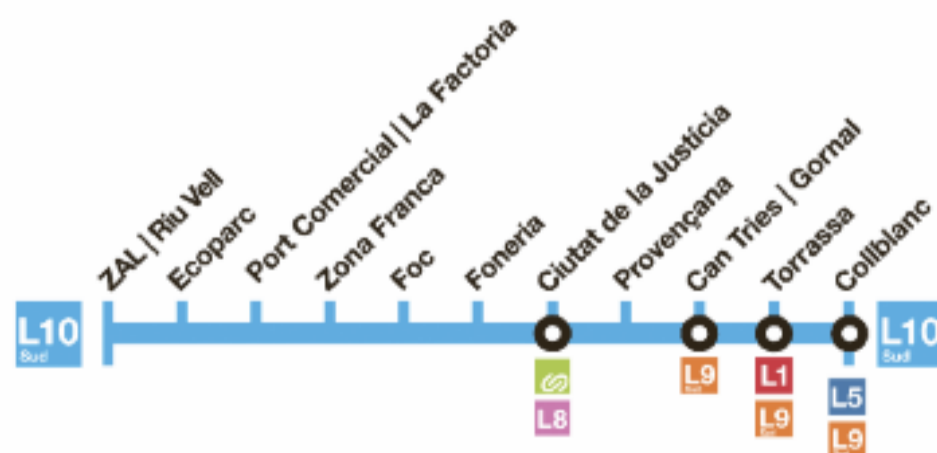 ZAL | Riu Vell
Ecoparc
Port Comercial | La Factoria
Zona Franca
Foc
Foneria
Ciutat de la Justícia
Provençana
Can Tries | Gornal
Torrassa
Collblanc
L10
Sud
L10
Sud
L8
L9
Sud
L1
L9
Sud
L5
L9